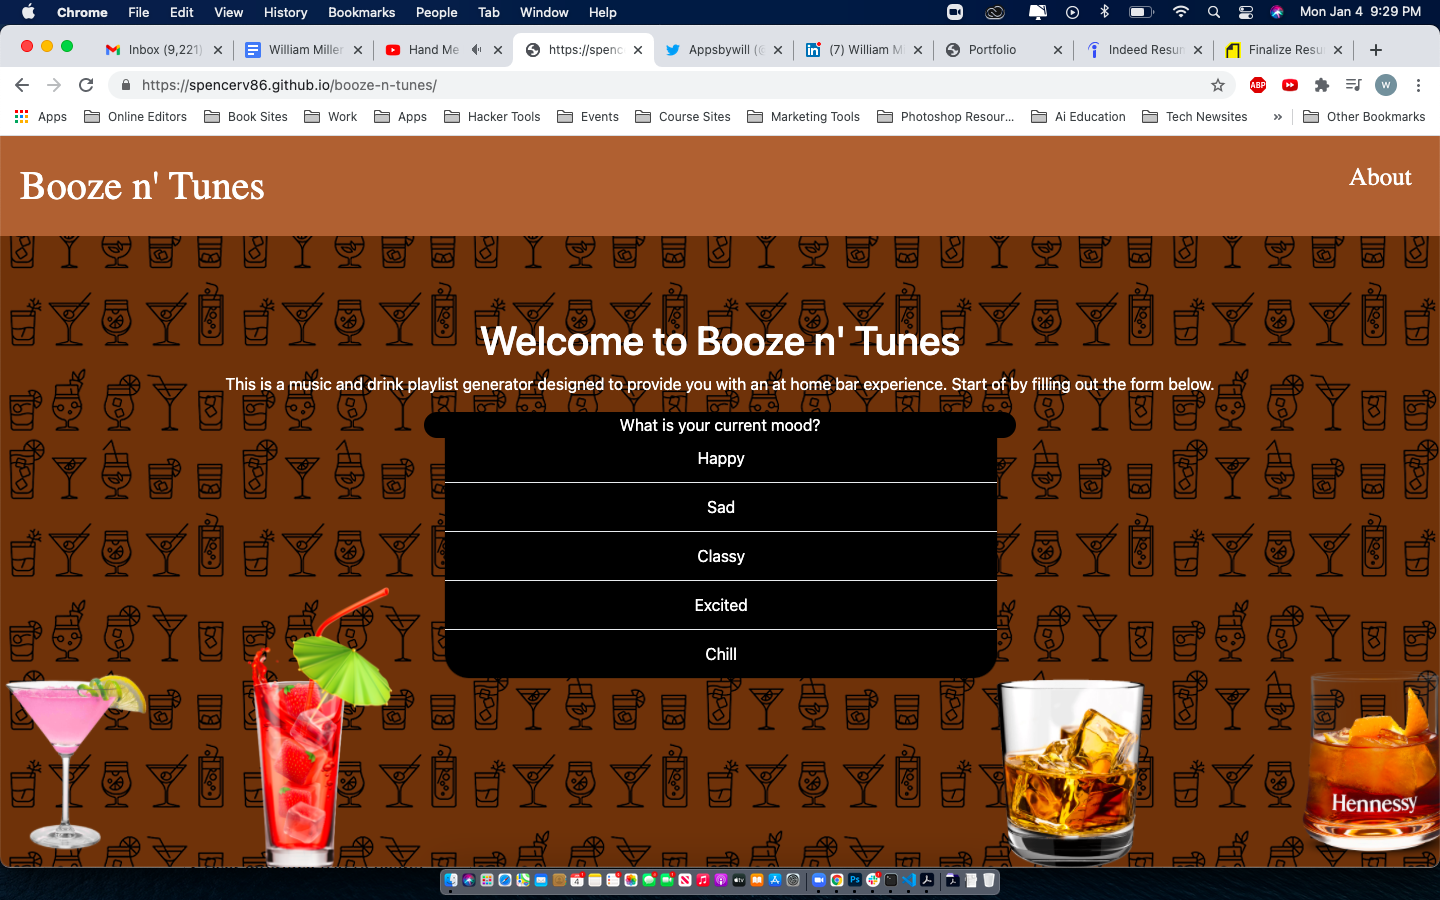 Chrome File Edit View History Bookmarks People Tab Window Help Mon Jan 4 9:29 PM
Inbox (9,221) William Miller Hand Me https://spenc Appsbywill (@ (7) William Mi Portfolio Indeed Resun Finalize Resu
https://spencerv86.github.io/booze-n-tunes/ ABP W
Apps Online Editors Book Sites Work Apps Hacker Tools Events Course Sites Marketing Tools Photoshop Resour... Ai Education Tech Newsites » Other Bookmarks
Booze n' Tunes
About
Welcome to Booze n' Tunes
This is a music and drink playlist generator designed to provide you with an at home bar experience. Start of by filling out the form below.
What is your current mood?
Happy
Sad
Classy
Excited
Chill
Hennessy